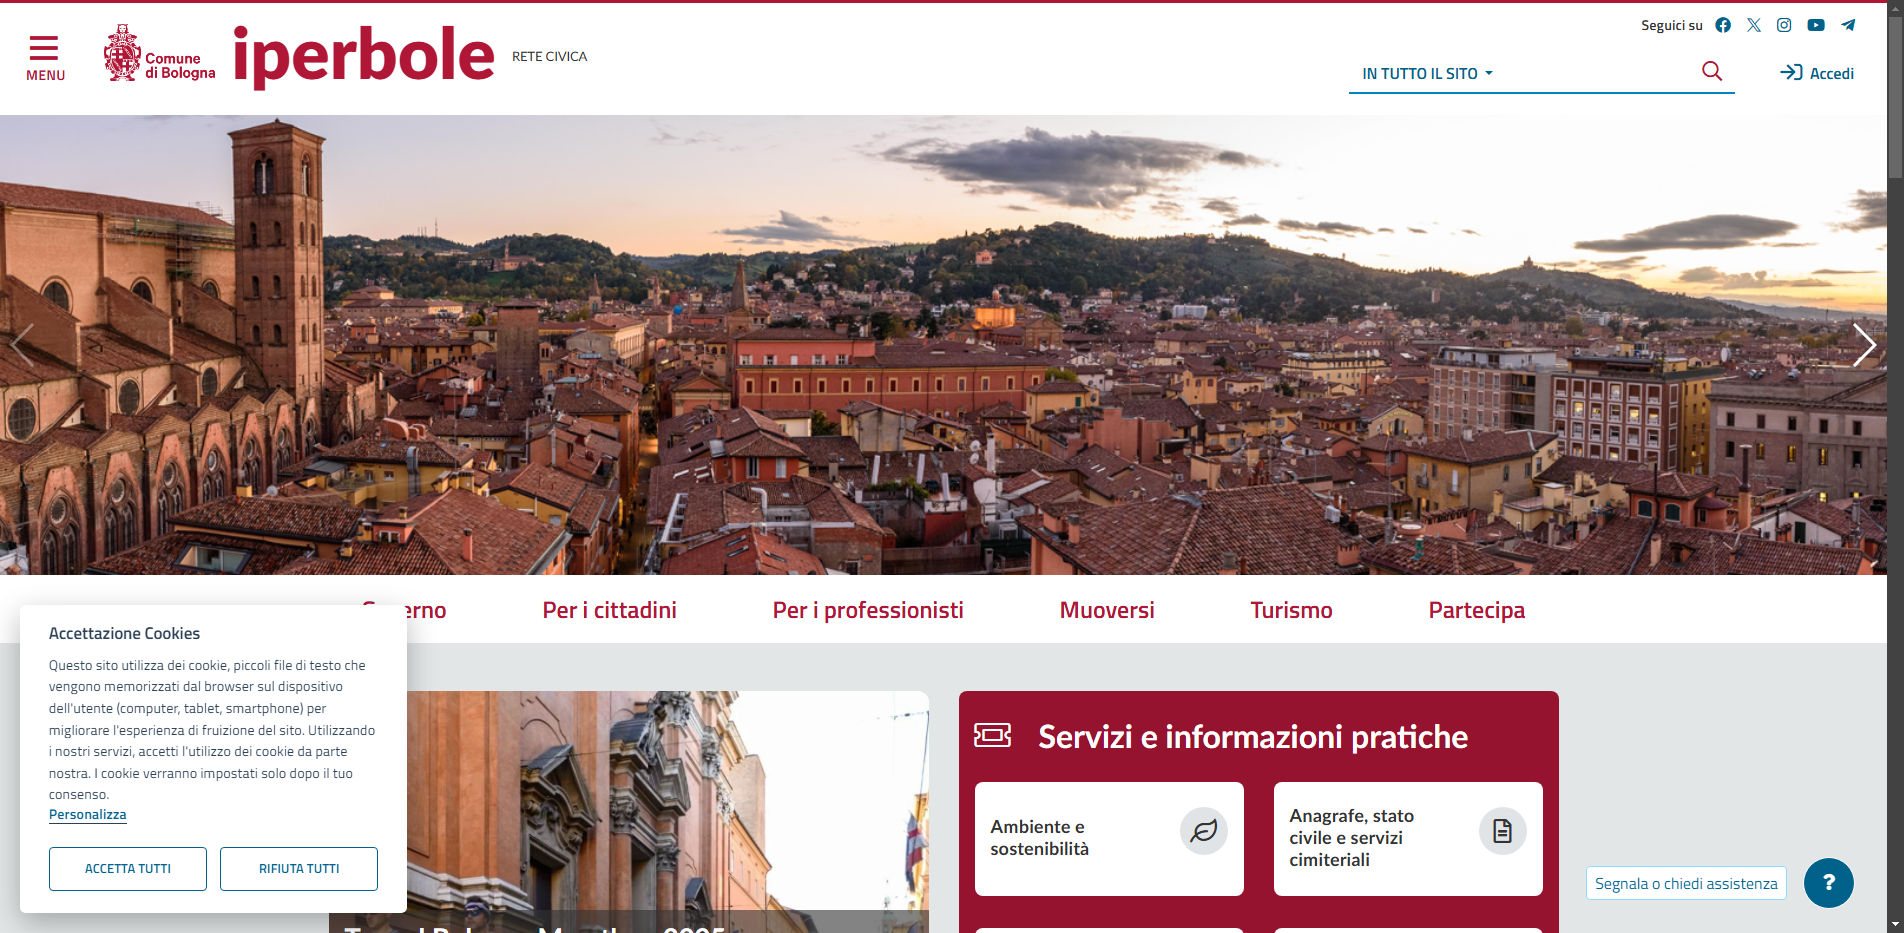 Seguici su
MENU
Comune
di Bologna
iperbole
RETE CIVICA
IN TUTTO IL SITO
Accedi
Per i cittadini
Per i professionisti
Muoversi
Turismo
Partecipa
Accettazione Cookies
Questo sito utilizza dei cookie, piccoli file di testo che
vengono memorizzati dal browser sul dispositivo
dell'utente (computer, tablet, smartphone) per
migliorare l'esperienza di fruizione del sito. Utilizzando
i nostri servizi, accetti l'utilizzo dei cookie da parte
nostra. I cookie verranno impostati solo dopo il tuo
consenso.
Personalizza
ACCETTA TUTTI
RIFIUTA TUTTI
Servizi e informazioni pratiche
Ambiente e
sostenibilità
Anagrafe, stato
civile e servizi
cimiteriali
Segnala o chiedi assistenza
?